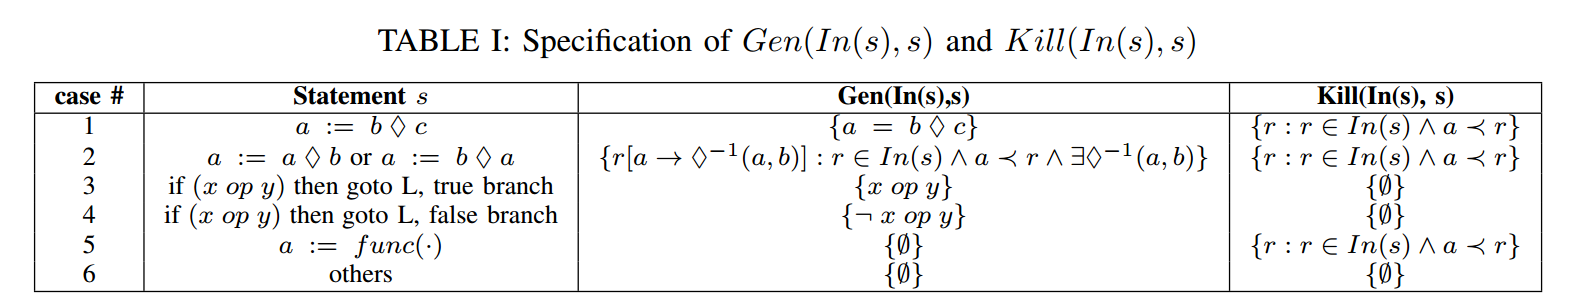 TABLE I: Specification of Gen(In(s), s) and Kill(In(s), s)
case # Statement s Gen(In(s),s) Kill(In(s), s)
1 a := b ♢ c {a = b ♢ c} {r : r ∈ In(s) ∧ a ≺ r}
2 a := a ♢ b or a := b ♢ a {r[a → ♢⁻¹(a, b)] : r ∈ In(s) ∧ a ≺ r ∧ ∃♢⁻¹(a, b)} {r : r ∈ In(s) ∧ a ≺ r}
3 if (x op y) then goto L, true branch {x op y} {∅}
4 if (x op y) then goto L, false branch {¬ x op y} {∅}
5 a := func(·) {∅} {r : r ∈ In(s) ∧ a ≺ r}
6 others {∅} {∅}